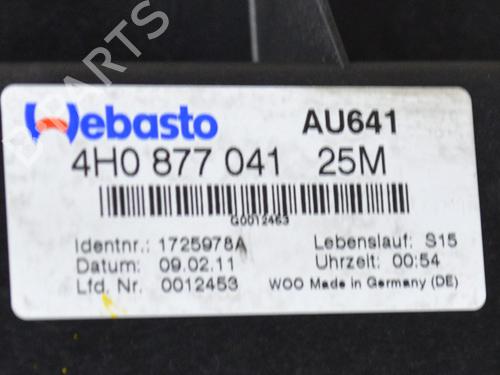 Webasto AU641
4H0 877 041 25M
G0012453
Identnr.: 1725978A Lebenslauf: S15
Datum: 09.02.11 Uhrzeit: 00:54
Lfd. Nr. 0012453 WOO Made in Germany (DE)
PARTS